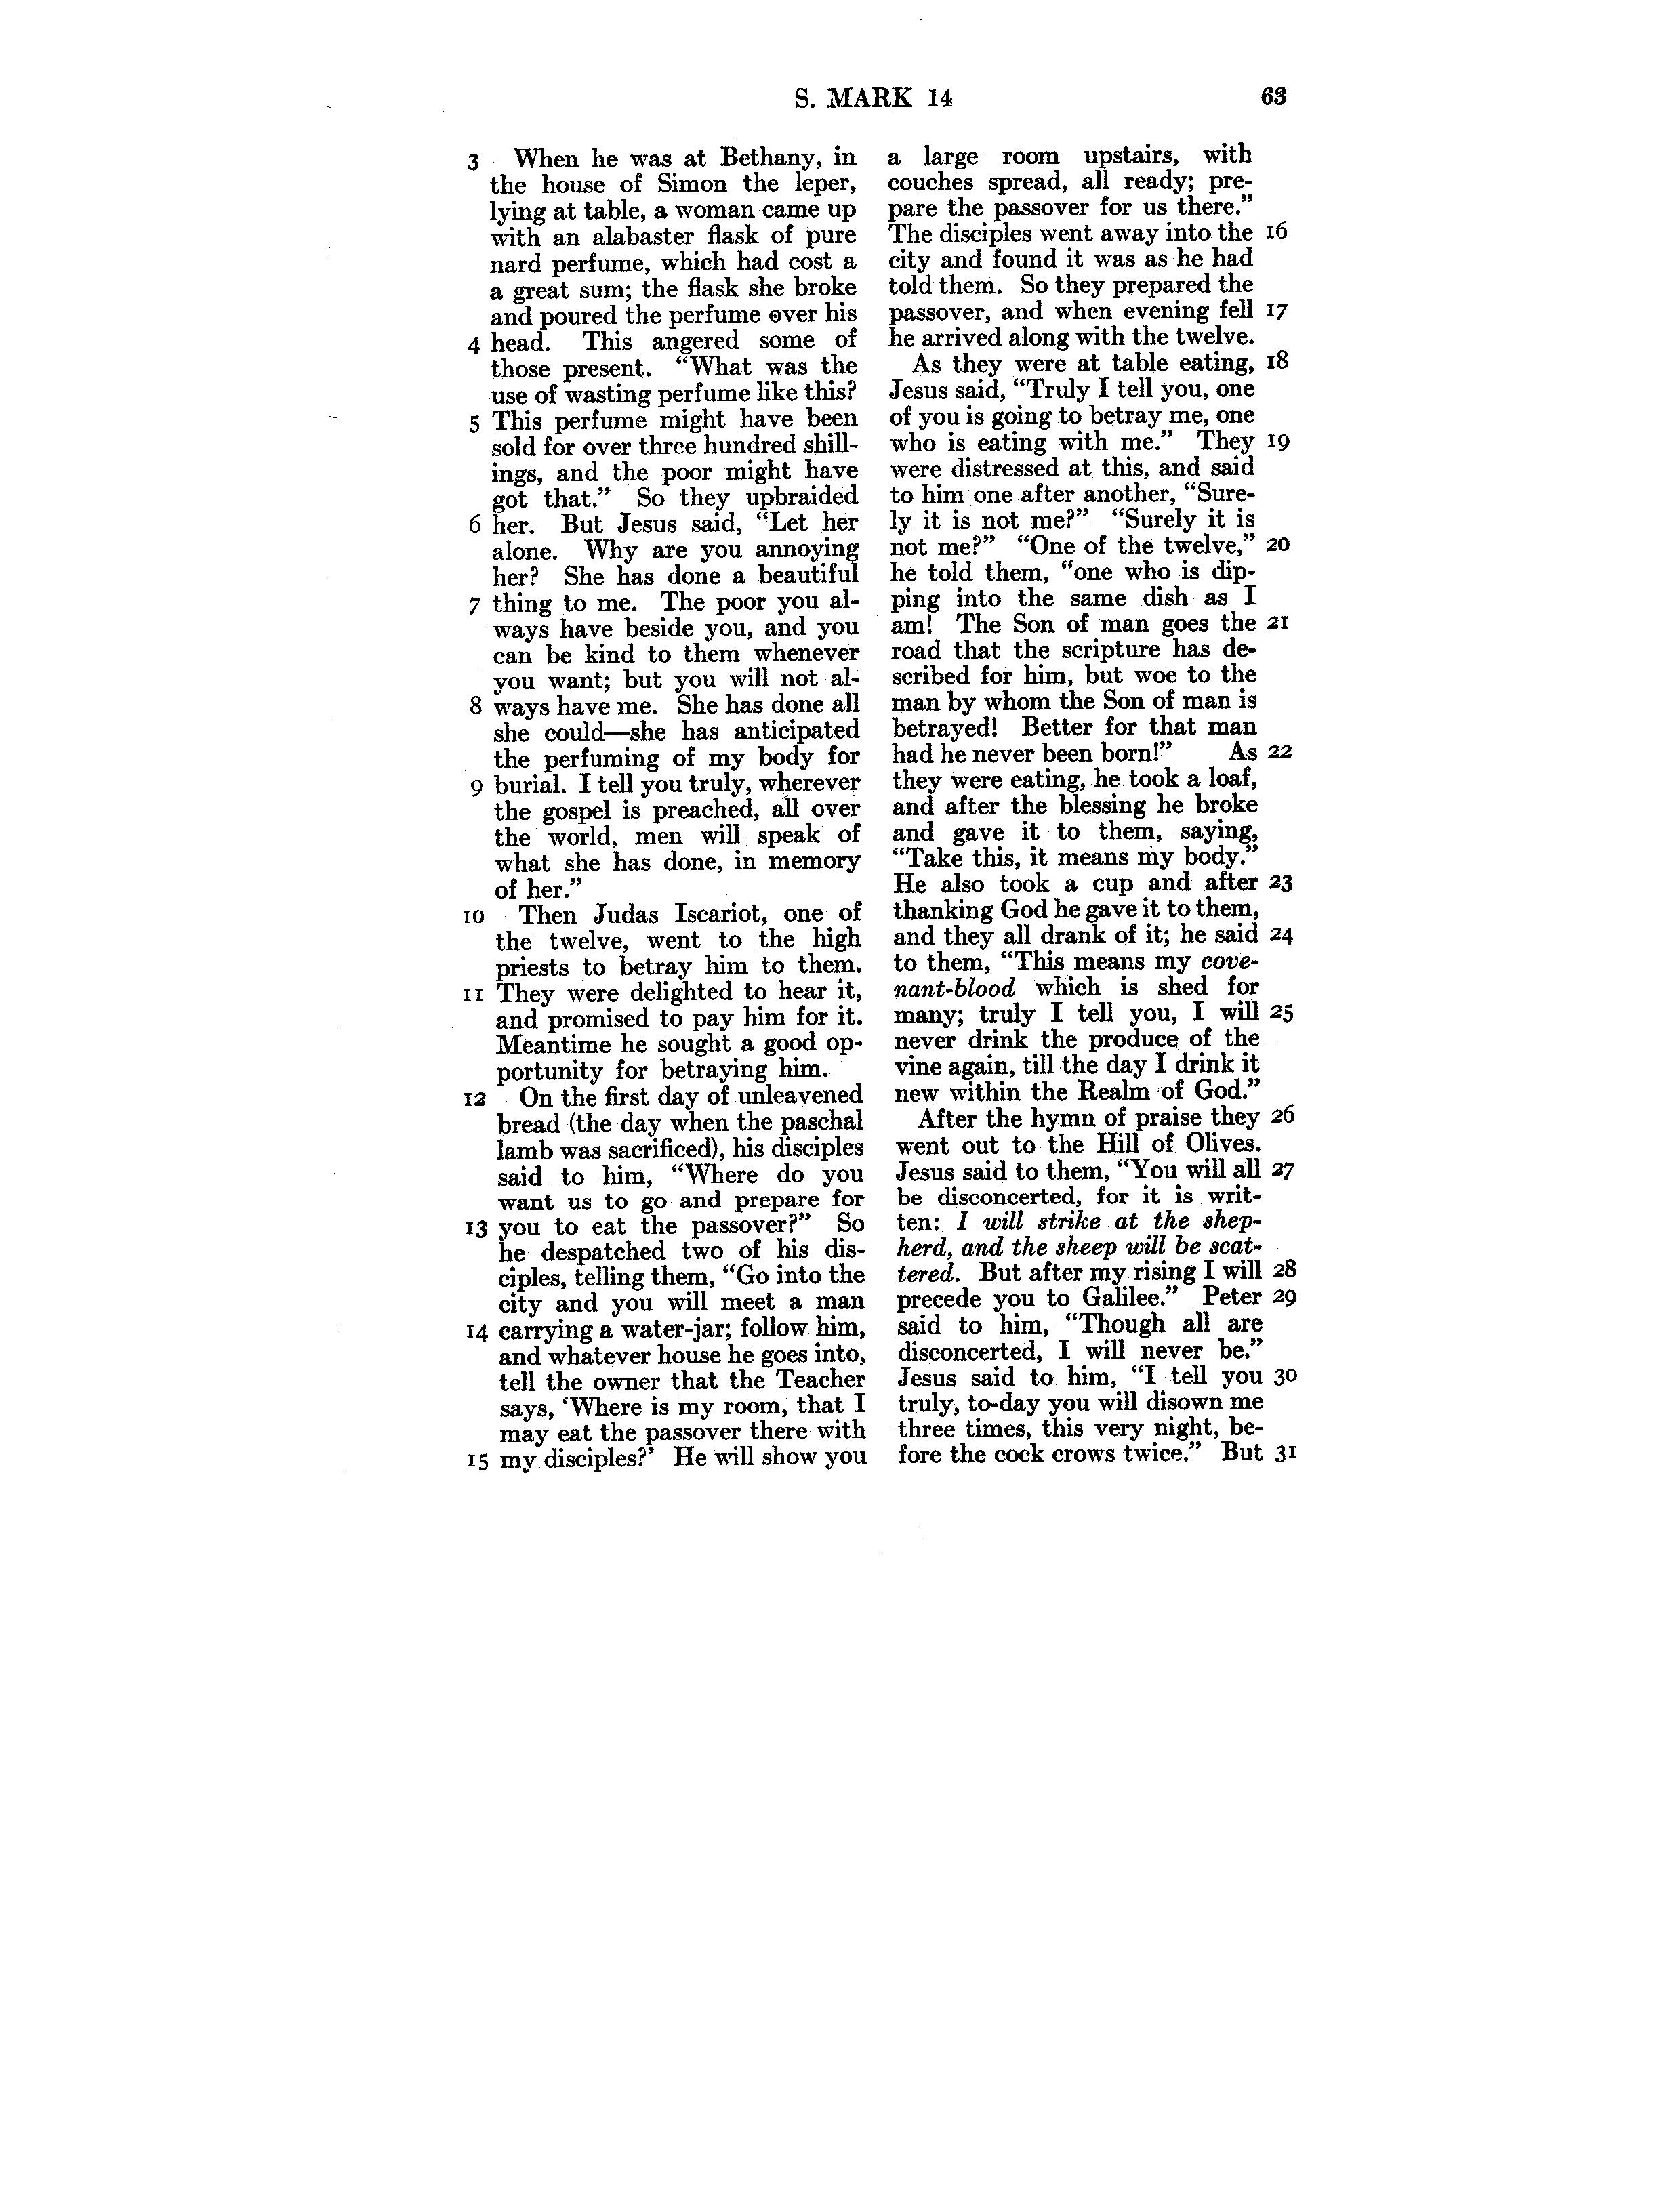 S. MARK 14 63
3 When he was at Bethany, in
the house of Simon the leper,
lying at table, a woman came up
with an alabaster flask of pure
nard perfume, which had cost a
a great sum; the flask she broke
and poured the perfume over his
4 head. This angered some of
those present. “What was the
use of wasting perfume like this?
5 This perfume might have been
sold for over three hundred shill-
ings, and the poor might have
got that.” So they upbraided
6 her. But Jesus said, “Let her
alone. Why are you annoying
her? She has done a beautiful
7 thing to me. The poor you al-
ways have beside you, and you
can be kind to them whenever
you want; but you will not al-
8 ways have me. She has done all
she could—she has anticipated
the perfuming of my body for
9 burial. I tell you truly, wherever
the gospel is preached, all over
the world, men will speak of
what she has done, in memory
of her.”
10 Then Judas Iscariot, one of
the twelve, went to the high
priests to betray him to them.
11 They were delighted to hear it,
and promised to pay him for it.
Meantime he sought a good op-
portunity for betraying him.
12 On the first day of unleavened
bread (the day when the paschal
lamb was sacrificed), his disciples
said to him, “Where do you
want us to go and prepare for
13 you to eat the passover?” So
he despatched two of his dis-
ciples, telling them, “Go into the
city and you will meet a man
14 carrying a water-jar; follow him,
and whatever house he goes into,
tell the owner that the Teacher
says, ‘Where is my room, that I
may eat the passover there with
15 my disciples?’ He will show you
a large room upstairs, with
couches spread, all ready; pre-
pare the passover for us there.”
The disciples went away into the 16
city and found it was as he had
told them. So they prepared the
passover, and when evening fell 17
he arrived along with the twelve.
As they were at table eating, 18
Jesus said, “Truly I tell you, one
of you is going to betray me, one
who is eating with me.” They 19
were distressed at this, and said
to him one after another, “Sure-
ly it is not me?” “Surely it is
not me?” “One of the twelve,” 20
he told them, “one who is dip-
ping into the same dish as I
am! The Son of man goes the 21
road that the scripture has de-
scribed for him, but woe to the
man by whom the Son of man is
betrayed! Better for that man
had he never been born!” As 22
they were eating, he took a loaf,
and after the blessing he broke
and gave it to them, saying,
“Take this, it means my body.”
He also took a cup and after 23
thanking God he gave it to them,
and they all drank of it; he said 24
to them, “This means my cove-
nant-blood which is shed for
many; truly I tell you, I will 25
never drink the produce of the
vine again, till the day I drink it
new within the Realm of God.”
After the hymn of praise they 26
went out to the Hill of Olives.
Jesus said to them, “You will all 27
be disconcerted, for it is writ-
ten: I will strike at the shep-
herd, and the sheep will be scat-
tered. But after my rising I will 28
precede you to Galilee.” Peter 29
said to him, “Though all are
disconcerted, I will never be.”
Jesus said to him, “I tell you 30
truly, to-day you will disown me
three times, this very night, be-
fore the cock crows twice.” But 31